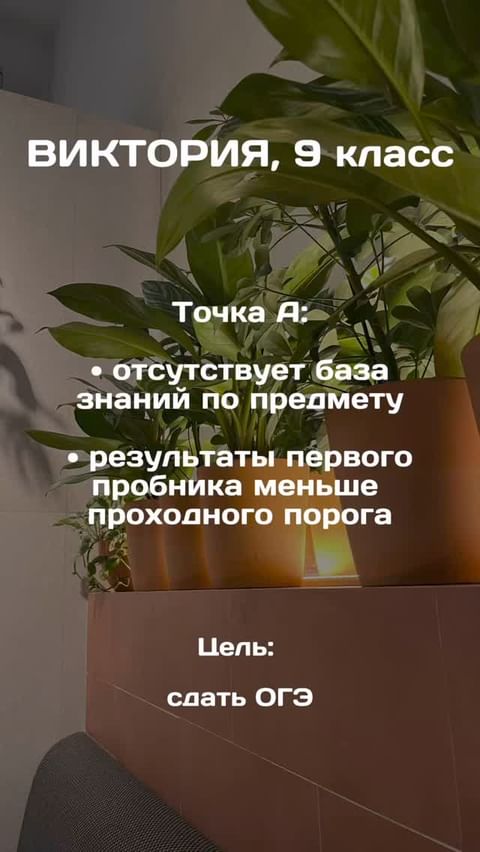 ВИКТОРИЯ, 9 класс
Точка А:
• отсутствует база
знаний по предмету
• результаты первого
пробника меньше
проходного порога
Цель:
сдать ОГЭ